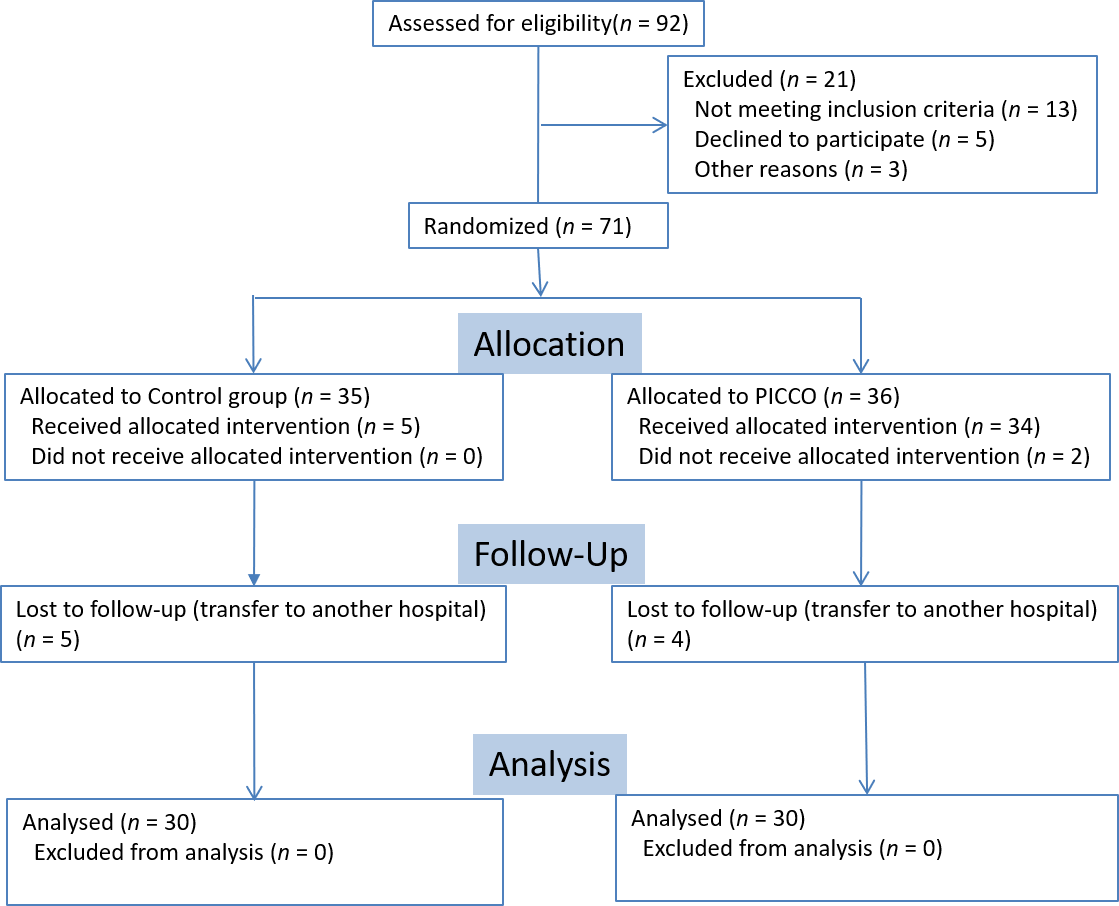 Assessed for eligibility(n = 92)
Excluded (n = 21)
Not meeting inclusion criteria (n = 13)
Declined to participate (n = 5)
Other reasons (n = 3)
Randomized (n = 71)
Allocation
Allocated to Control group (n = 35)
Received allocated intervention (n = 5)
Did not receive allocated intervention (n = 0)
Allocated to PICCO (n = 36)
Received allocated intervention (n = 34)
Did not receive allocated intervention (n = 2)
Follow-Up
Lost to follow-up (transfer to another hospital)
(n = 5)
Lost to follow-up (transfer to another hospital)
(n = 4)
Analysis
Analysed (n = 30)
Excluded from analysis (n = 0)
Analysed (n = 30)
Excluded from analysis (n = 0)